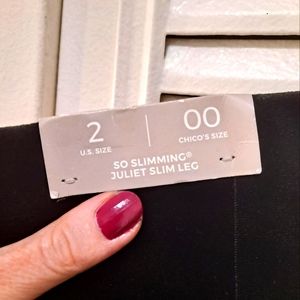 2 00
U.S. SIZE CHICO'S SIZE
SO SLIMMING®
JULIET SLIM LEG